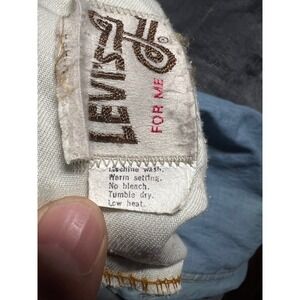 LEVI'S
®
FOR ME
Machine wash.
Warm setting.
No bleach.
Tumble dry.
Low heat.